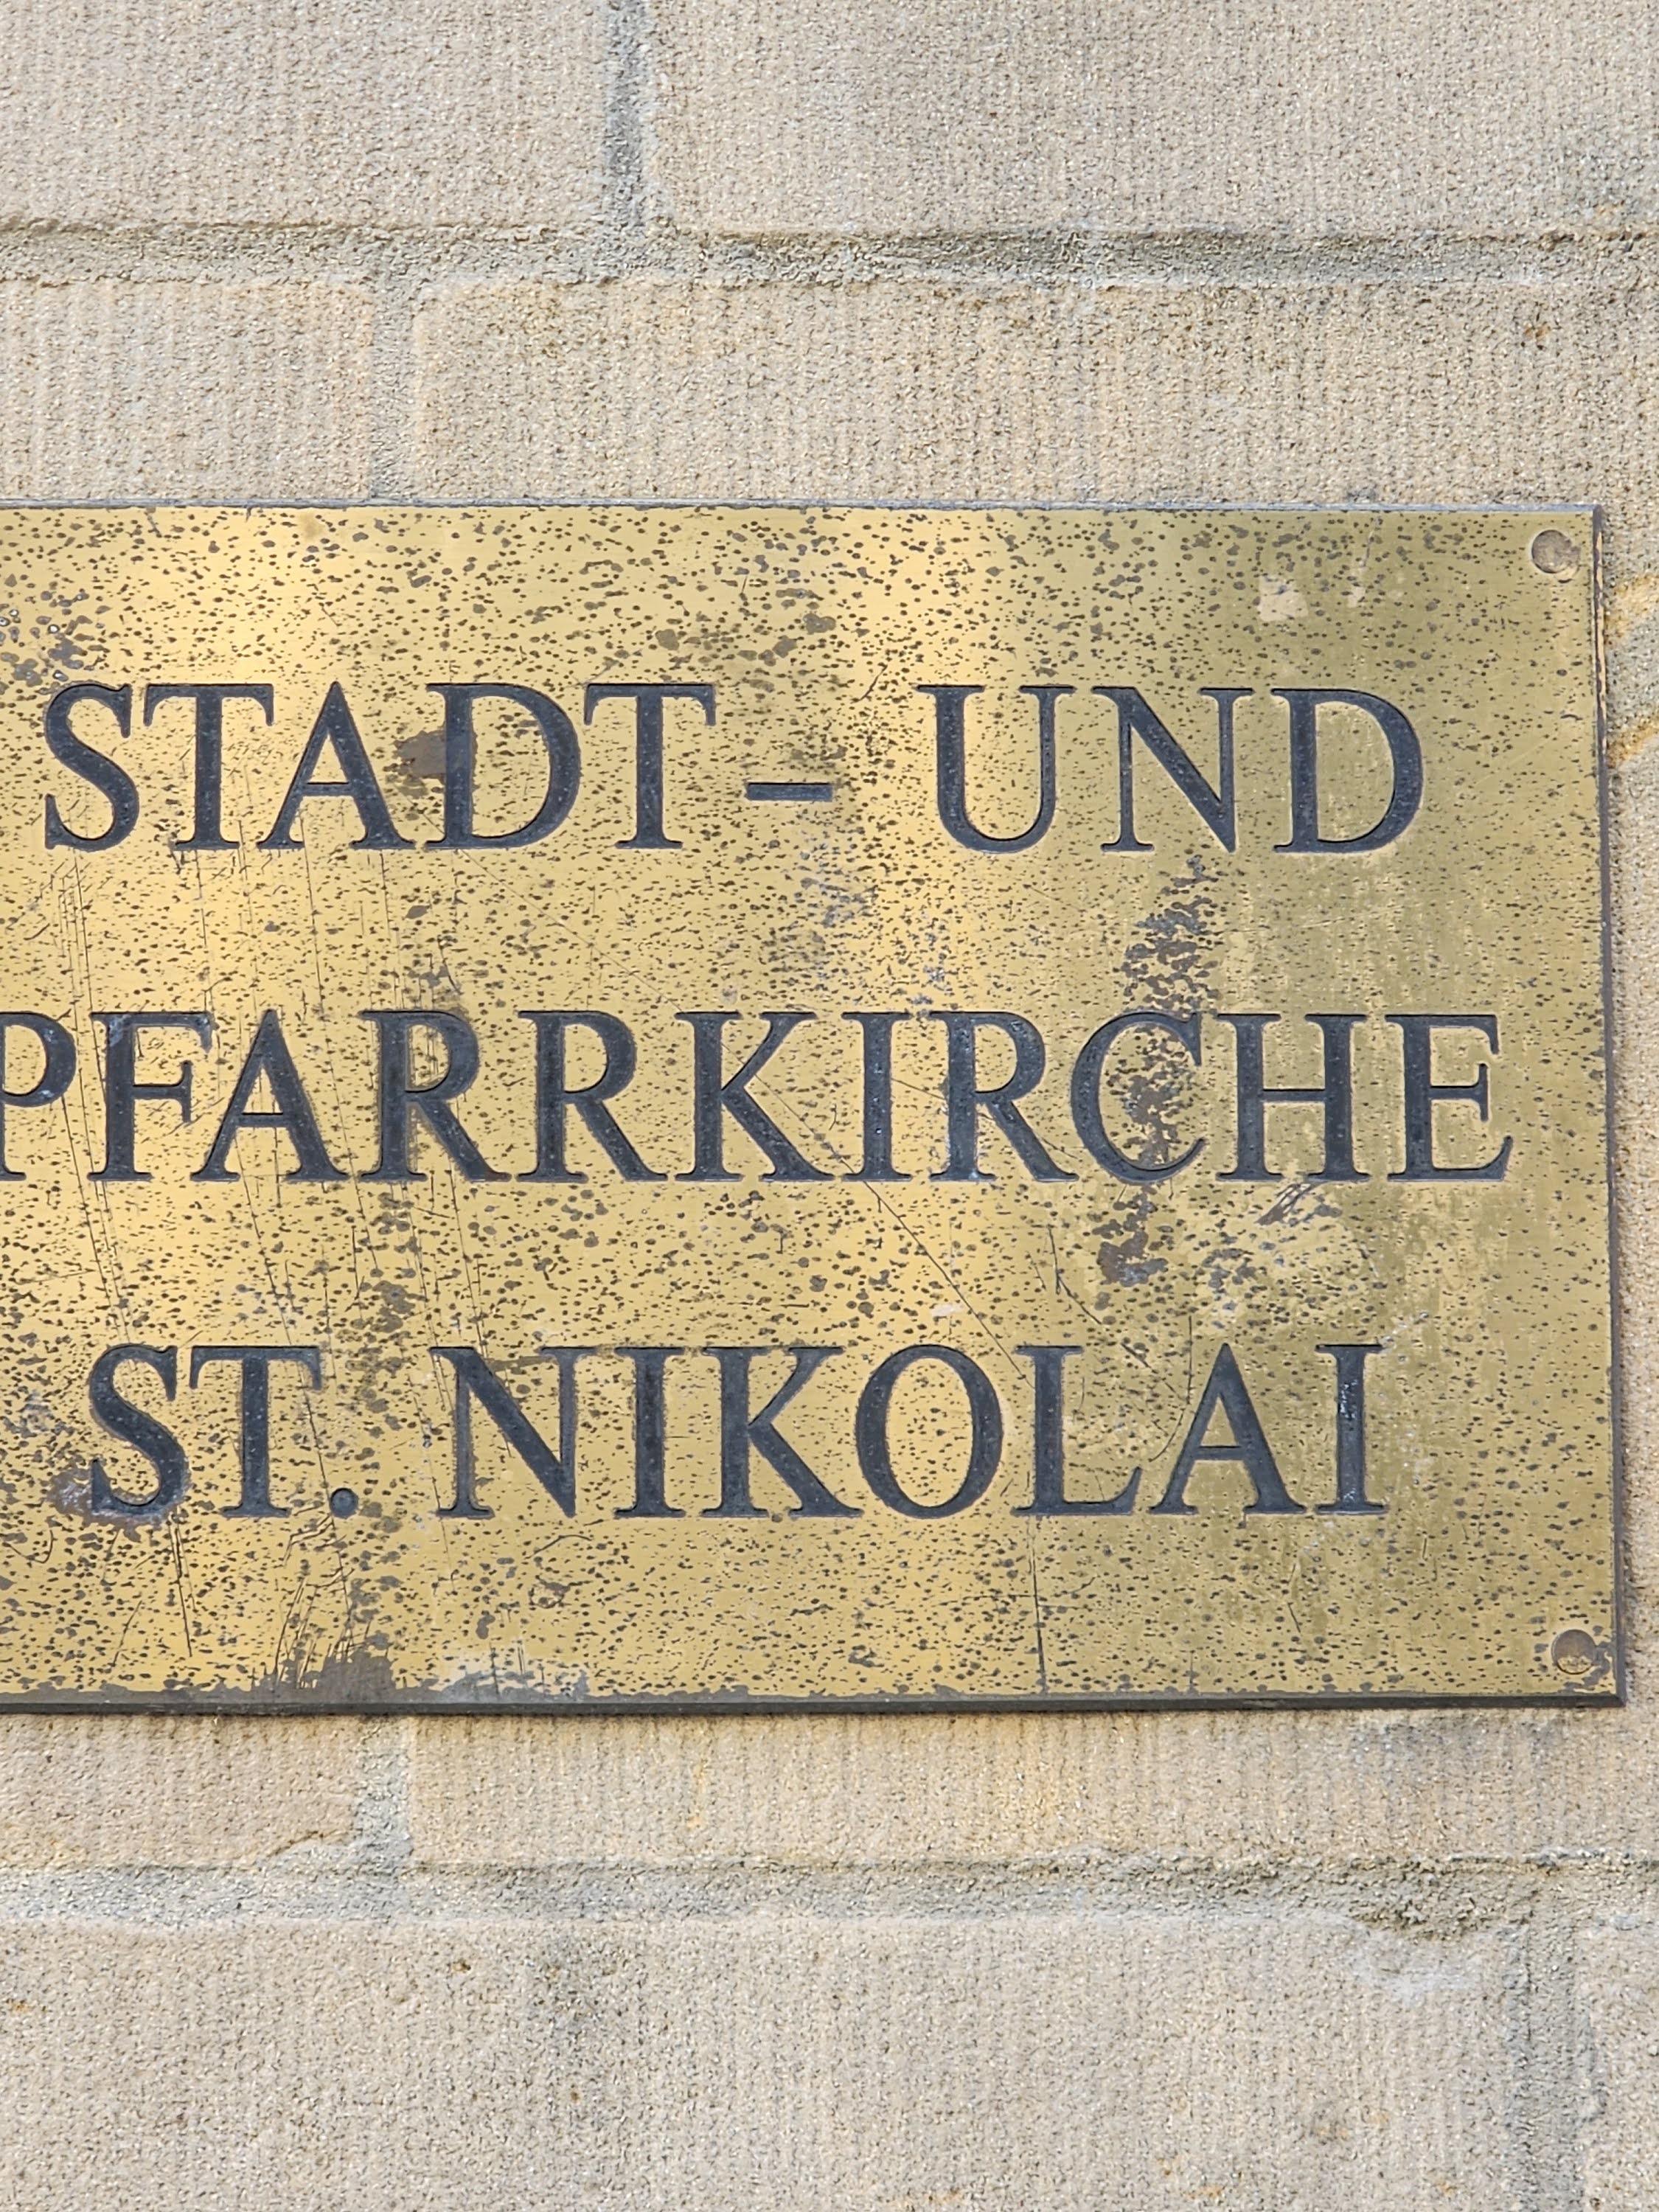 STADT – UND
PFARRKIRCHE
ST. NIKOLAI